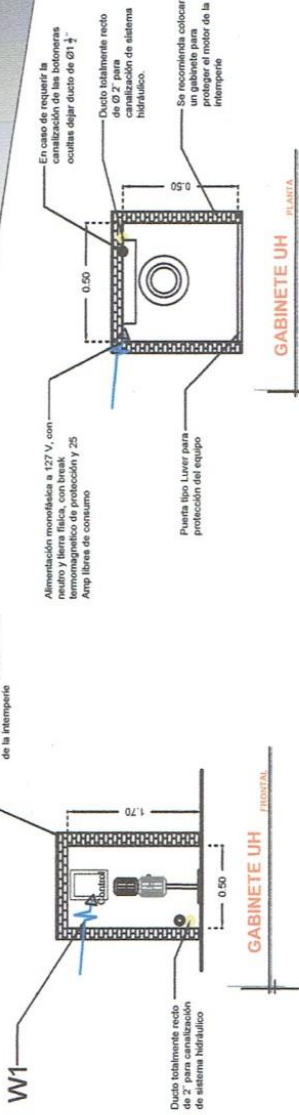 de la intemperie
W1
1.70
Control
0.50
Ducto totalmente recto
de 2" para canalización
de sistema hidráulico
GABINETE UH
FRONTAL
Alimentación monofásica a 127 V, con
neutro y tierra física, con break
termomagnetico de protección y 25
Amp libres de consumo
En caso de requerir la
canalización de las botoneras
ocultas dejar ducto de Ø1 ½"
Ducto totalmente recto
de Ø 2" para
canalización de sistema
hidráulico.
0.50
0.50
Puerta tipo Luver para
protección del equipo
Se recomienda colocar
un gabinete para
proteger el motor de la
intemperie
GABINETE UH
PLANTA